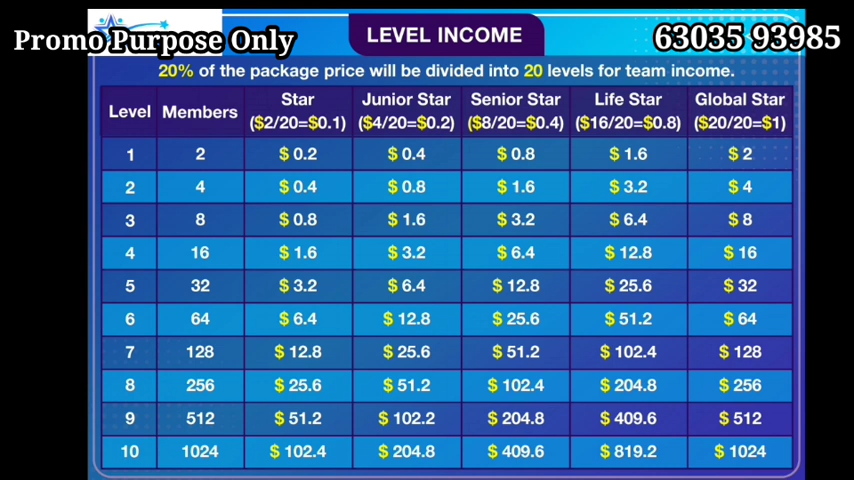 Promo Purpose Only
LEVEL INCOME
63035 93985
20% of the package price will be divided into 20 levels for team income.
Level Members Star ($2/20=$0.1) Junior Star ($4/20=$0.2) Senior Star ($8/20=$0.4) Life Star ($16/20=$0.8) Global Star ($20/20=$1)
1 2 $ 0.2 $ 0.4 $ 0.8 $ 1.6 $ 2
2 4 $ 0.4 $ 0.8 $ 1.6 $ 3.2 $ 4
3 8 $ 0.8 $ 1.6 $ 3.2 $ 6.4 $ 8
4 16 $ 1.6 $ 3.2 $ 6.4 $ 12.8 $ 16
5 32 $ 3.2 $ 6.4 $ 12.8 $ 25.6 $ 32
6 64 $ 6.4 $ 12.8 $ 25.6 $ 51.2 $ 64
7 128 $ 12.8 $ 25.6 $ 51.2 $ 102.4 $ 128
8 256 $ 25.6 $ 51.2 $ 102.4 $ 204.8 $ 256
9 512 $ 51.2 $ 102.2 $ 204.8 $ 409.6 $ 512
10 1024 $ 102.4 $ 204.8 $ 409.6 $ 819.2 $ 1024